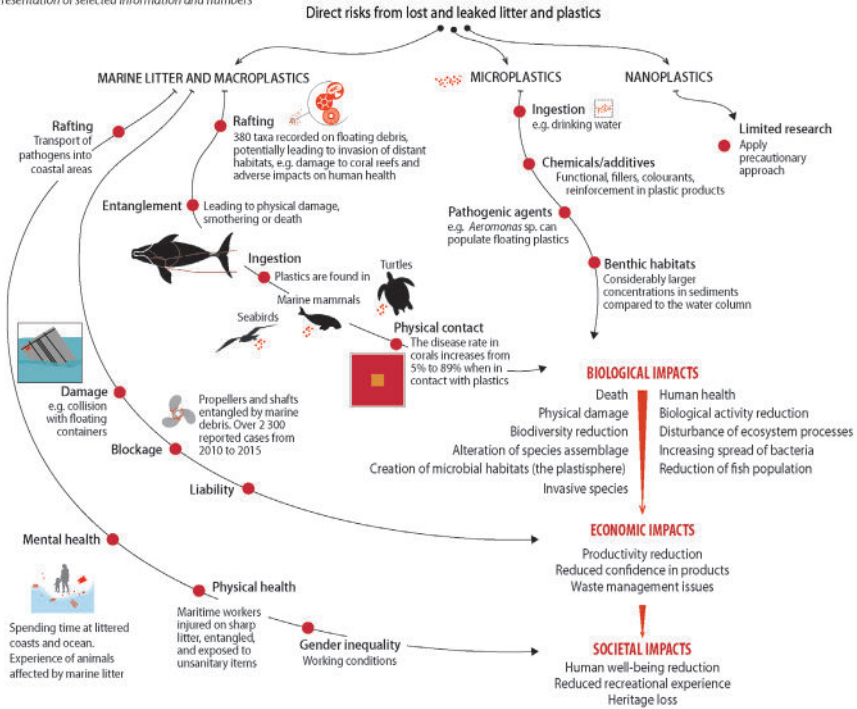 presentation of selected information and numbers
Direct risks from lost and leaked litter and plastics
MARINE LITTER AND MACROPLASTICS
MICROPLASTICS
NANOPLASTICS
Rafting
Transport of
pathogens into
coastal areas
Rafting
380 taxa recorded on floating debris,
potentially leading to invasion of distant
habitats, e.g. damage to coral reefs and
adverse impacts on human health
Entanglement
Leading to physical damage,
smothering or death
Ingestion
Plastics are found in
Turtles
Marine mammals
Seabirds
Physical contact
The disease rate in
corals increases from
5% to 89% when in
contact with plastics
Ingestion
e.g. drinking water
Chemicals/additives
Functional, fillers, colourants,
reinforcement in plastic products
Pathogenic agents
e.g. Aeromonas sp. can
populate floating plastics
Benthic habitats
Considerably larger
concentrations in sediments
compared to the water column
Limited research
Apply
precautionary
approach
Damage
e.g. collision
with floating
containers
Propellers and shafts
entangled by marine
debris. Over 2 300
reported cases from
2010 to 2015
Blockage
Liability
Mental health
Spending time at littered
coasts and ocean.
Experience of animals
affected by marine litter
Physical health
Maritime workers
injured on sharp
litter, entangled,
and exposed to
unsanitary items
Gender inequality
Working conditions
BIOLOGICAL IMPACTS
Death
Physical damage
Biodiversity reduction
Alteration of species assemblage
Creation of microbial habitats (the plastisphere)
Invasive species
Human health
Biological activity reduction
Disturbance of ecosystem processes
Increasing spread of bacteria
Reduction of fish population
ECONOMIC IMPACTS
Productivity reduction
Reduced confidence in products
Waste management issues
SOCIETAL IMPACTS
Human well-being reduction
Reduced recreational experience
Heritage loss